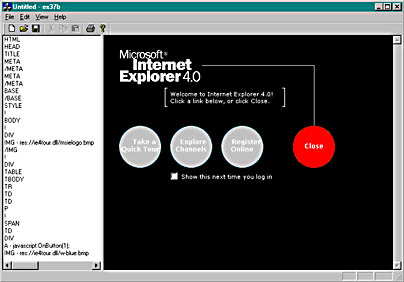 Untitled - ex37b
File Edit View Help
HTML
HEAD
TITLE
META
/META
META
/META
BASE
/BASE
STYLE
!
BODY
!
DIV
IMG - res://ie4tour.dll/msielogo.bmp
/IMG
!
DIV
TABLE
TBODY
TR
TD
TD
P
!
SPAN
TD
DIV
A - javascript:OnButton(1);
IMG - res://ie4tour.dll/w-blue.bmp
Microsoft®
Internet
Explorer 4.0
Welcome to Internet Explorer 4.0!
Click a link below, or click Close.
Take a
Quick Tour
Explore
Channels
Register
Online
Close
Show this next time you log in